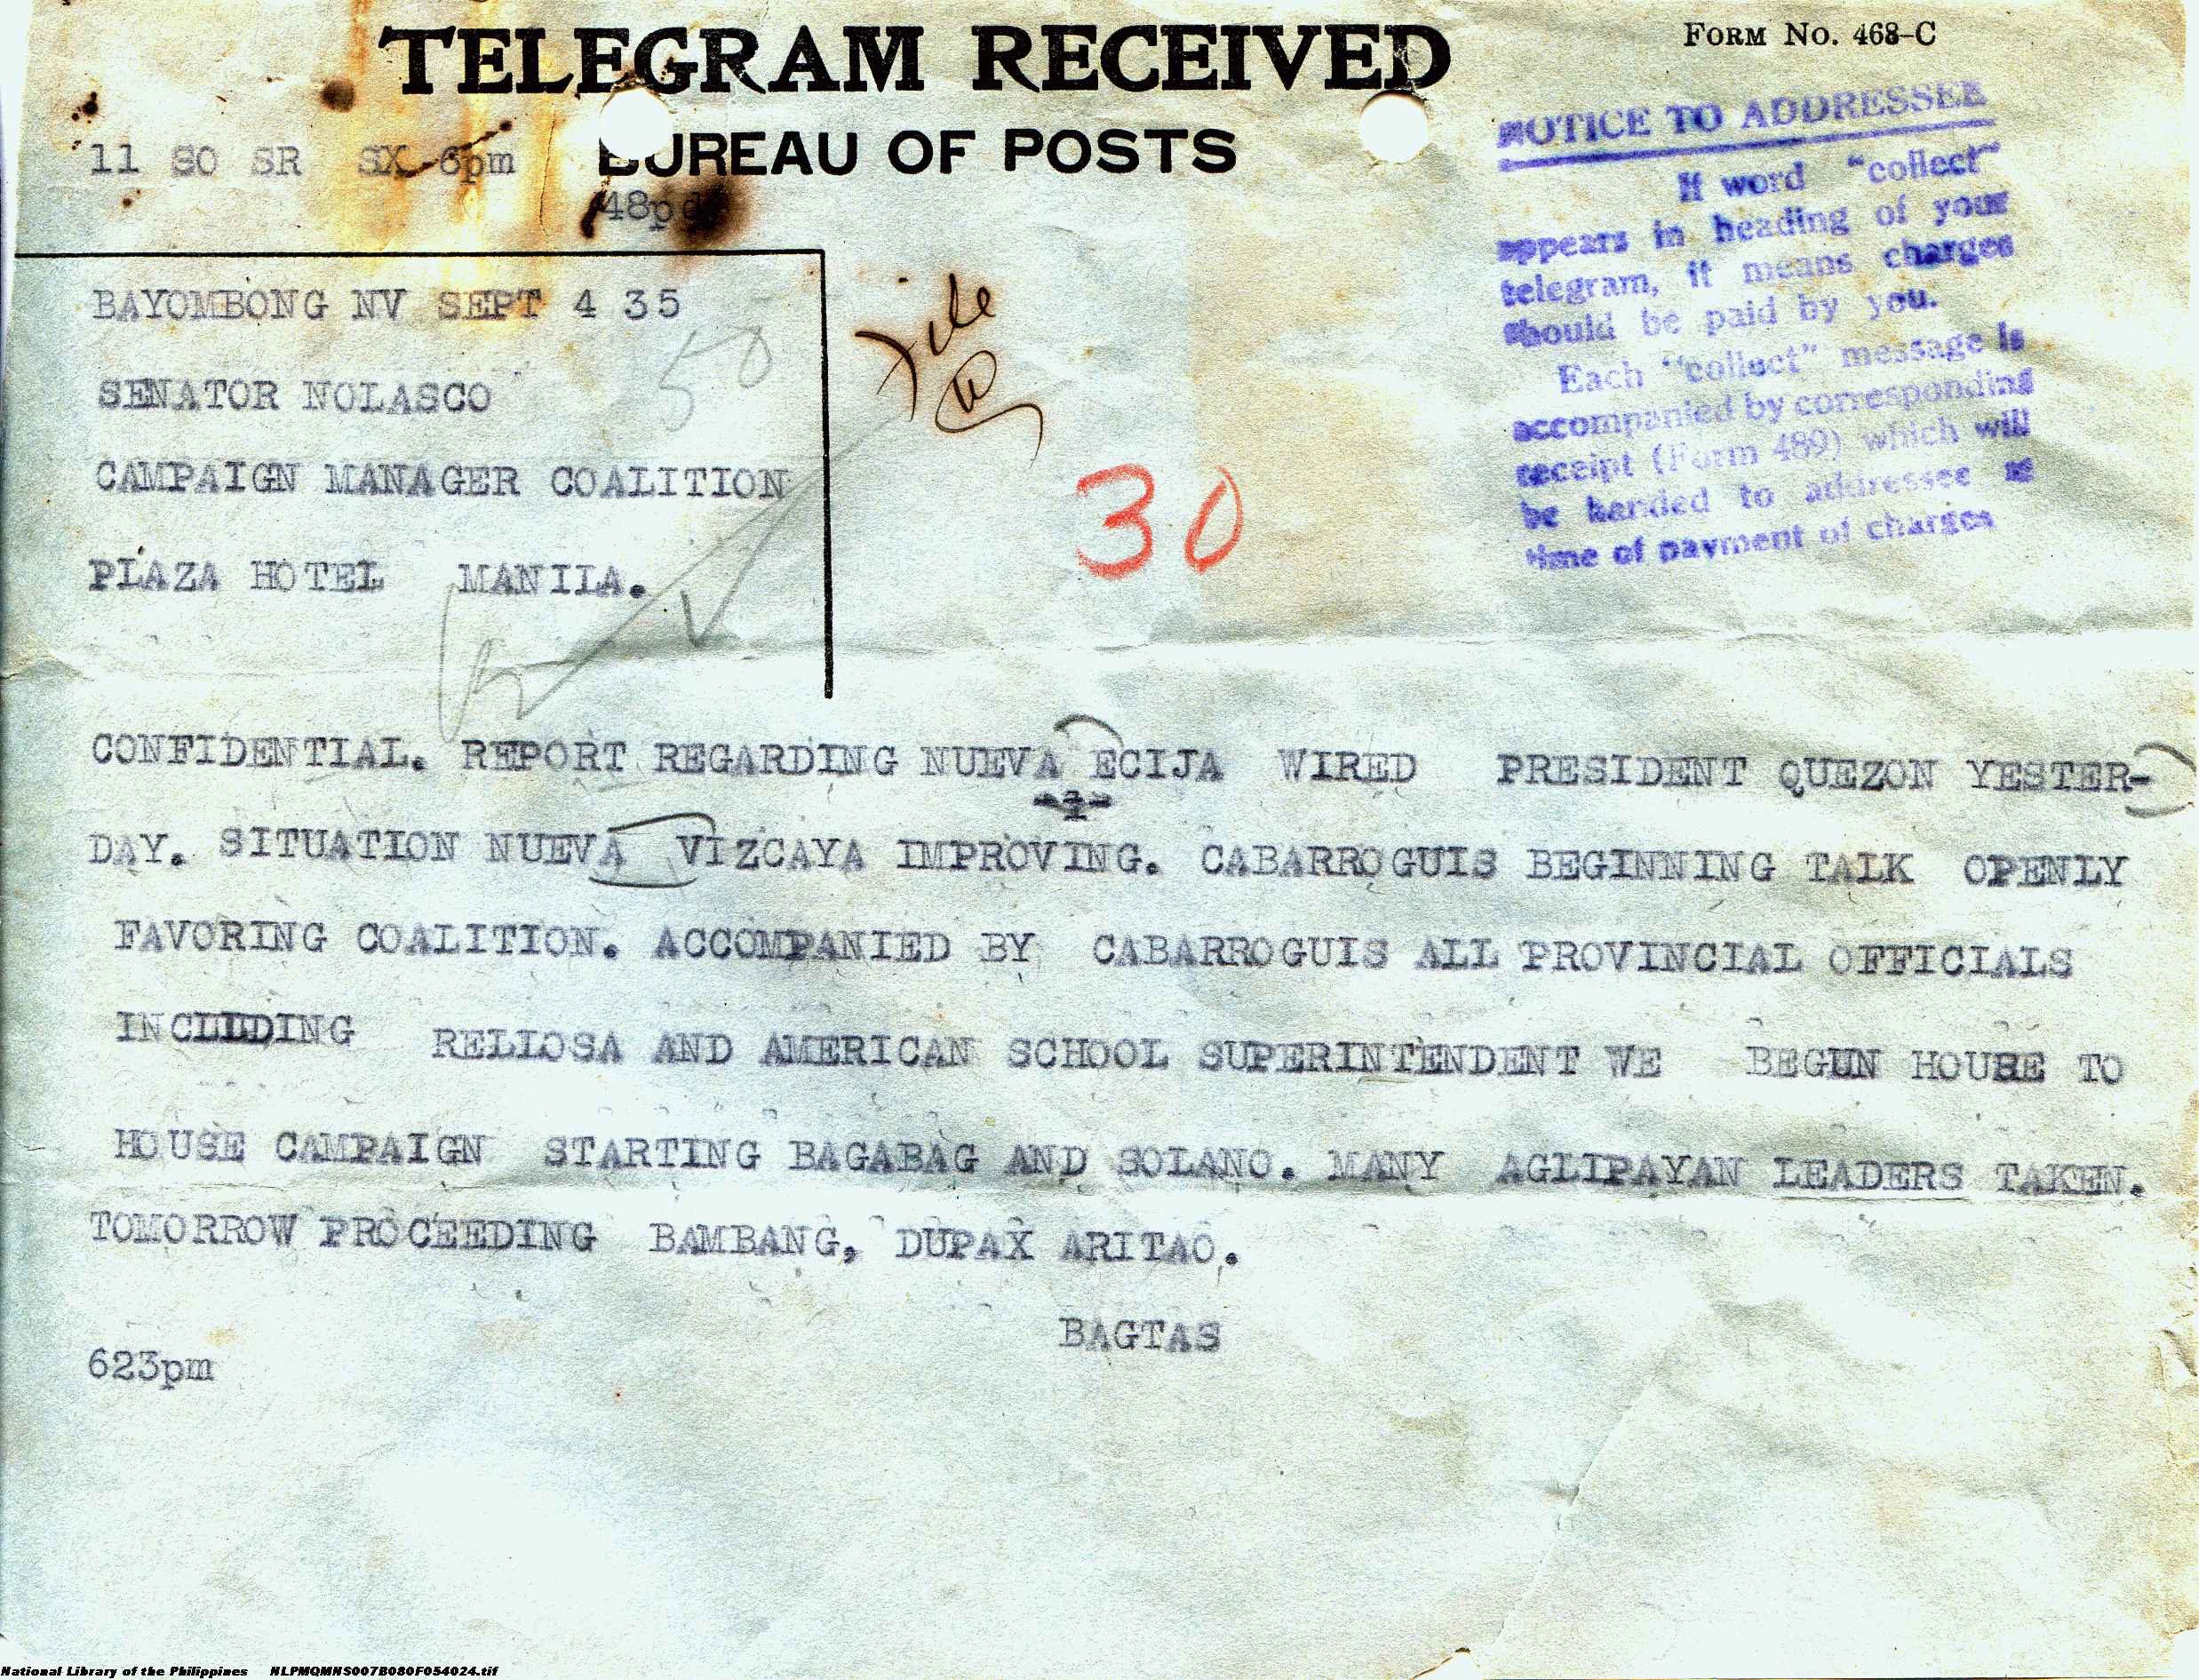 TELEGRAM RECEIVED
FORM NO. 468-C
BUREAU OF POSTS
11 SO SR SX 6pm
48pd
NOTICE TO ADDRESSEE
If word "collect"
appears in heading of your
telegram, it means charges
should be paid by you.
Each "collect" message is
accompanied by corresponding
receipt (Form 489) which will
be handed to addressee at
time of payment of charges
BAYOMBONG NV SEPT 4 35
50
SENATOR NOLASCO
CAMPAIGN MANAGER COALITION
PLAZA HOTEL MANILA.
File
30
CONFIDENTIAL. REPORT REGARDING NUEVA ECIJA WIRED PRESIDENT QUEZON YESTER-
-1-
DAY. SITUATION NUEVA VIZCAYA IMPROVING. CABARROGUIS BEGINNING TALK OPENLY
FAVORING COALITION. ACCOMPANIED BY CABARROGUIS ALL PROVINCIAL OFFICIALS
INCLUDING RELIOSA AND AMERICAN SCHOOL SUPERINTENDENT WE BEGUN HOUSE TO
HOUSE CAMPAIGN STARTING BAGABAG AND SOLANO. MANY AGLIPAYAN LEADERS TAKEN.
TOMORROW PROCEEDING BAMBANG, DUPAX ARITAO.
BAGTAS
623pm
National Library of the Philippines NLPMQMNS007B080F054024.tif